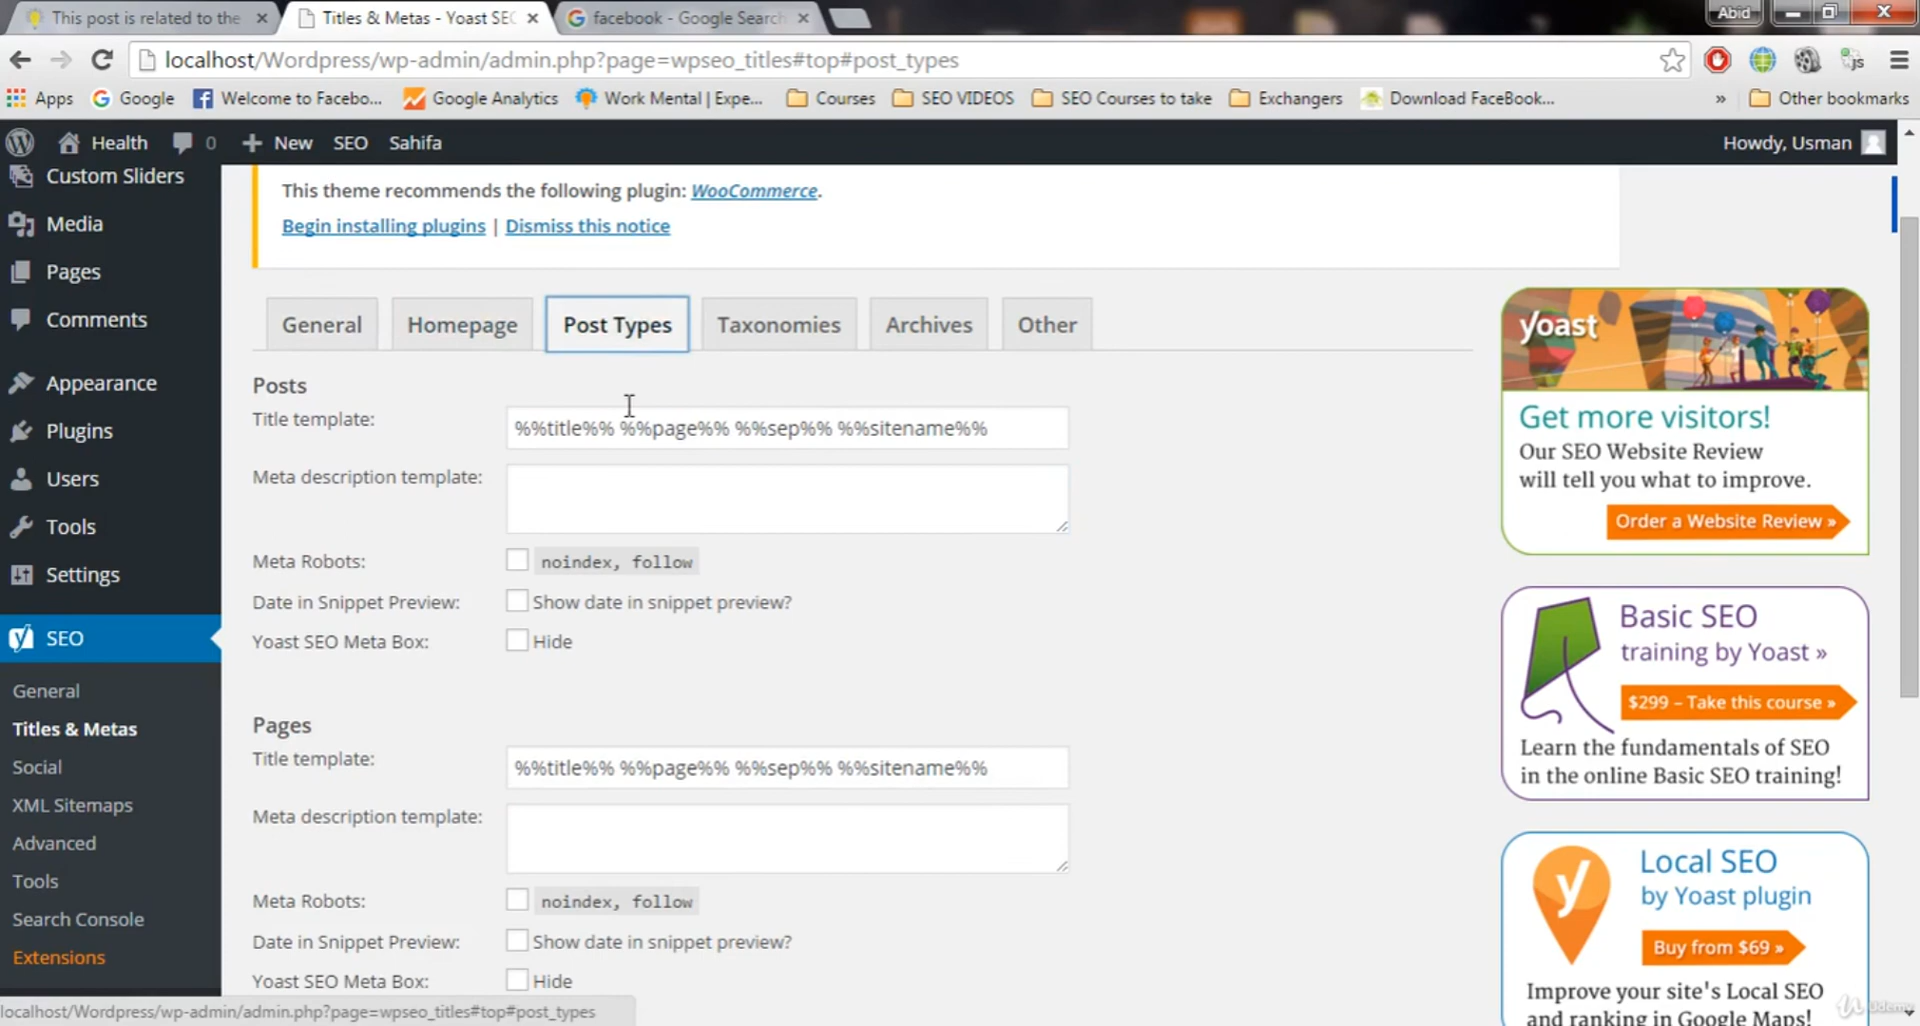 This post is related to the
Titles & Metas - Yoast SEO
facebook - Google Search
Abid
localhost/Wordpress/wp-admin/admin.php?page=wpseo_titles#top#post_types
js
Apps
Google
Welcome to Facebo...
Google Analytics
Work Mental | Expe...
Courses
SEO VIDEOS
SEO Courses to take
Exchangers
Download FaceBook...
»
Other bookmarks
Health
0
New
SEO
Sahifa
Howdy, Usman
Custom Sliders
Media
Pages
Comments
Appearance
Plugins
Users
Tools
Settings
SEO
General
Titles & Metas
Social
XML Sitemaps
Advanced
Tools
Search Console
Extensions
This theme recommends the following plugin: WooCommerce.
Begin installing plugins | Dismiss this notice
General
Homepage
Post Types
Taxonomies
Archives
Other
Posts
Title template:
%%title%% %%page%% %%sep%% %%sitename%%
Meta description template:
Meta Robots:
noindex, follow
Date in Snippet Preview:
Show date in snippet preview?
Yoast SEO Meta Box:
Hide
Pages
Title template:
%%title%% %%page%% %%sep%% %%sitename%%
Meta description template:
Meta Robots:
noindex, follow
Date in Snippet Preview:
Show date in snippet preview?
Yoast SEO Meta Box:
Hide
yoast
Get more visitors!
Our SEO Website Review
will tell you what to improve.
Order a Website Review »
Basic SEO
training by Yoast »
$299 – Take this course »
Learn the fundamentals of SEO
in the online Basic SEO training!
Local SEO
by Yoast plugin
Buy from $69 »
Improve your site's Local SEO
and ranking in Google Maps!
localhost/Wordpress/wp-admin/admin.php?page=wpseo_titles#top#post_types
Udemy